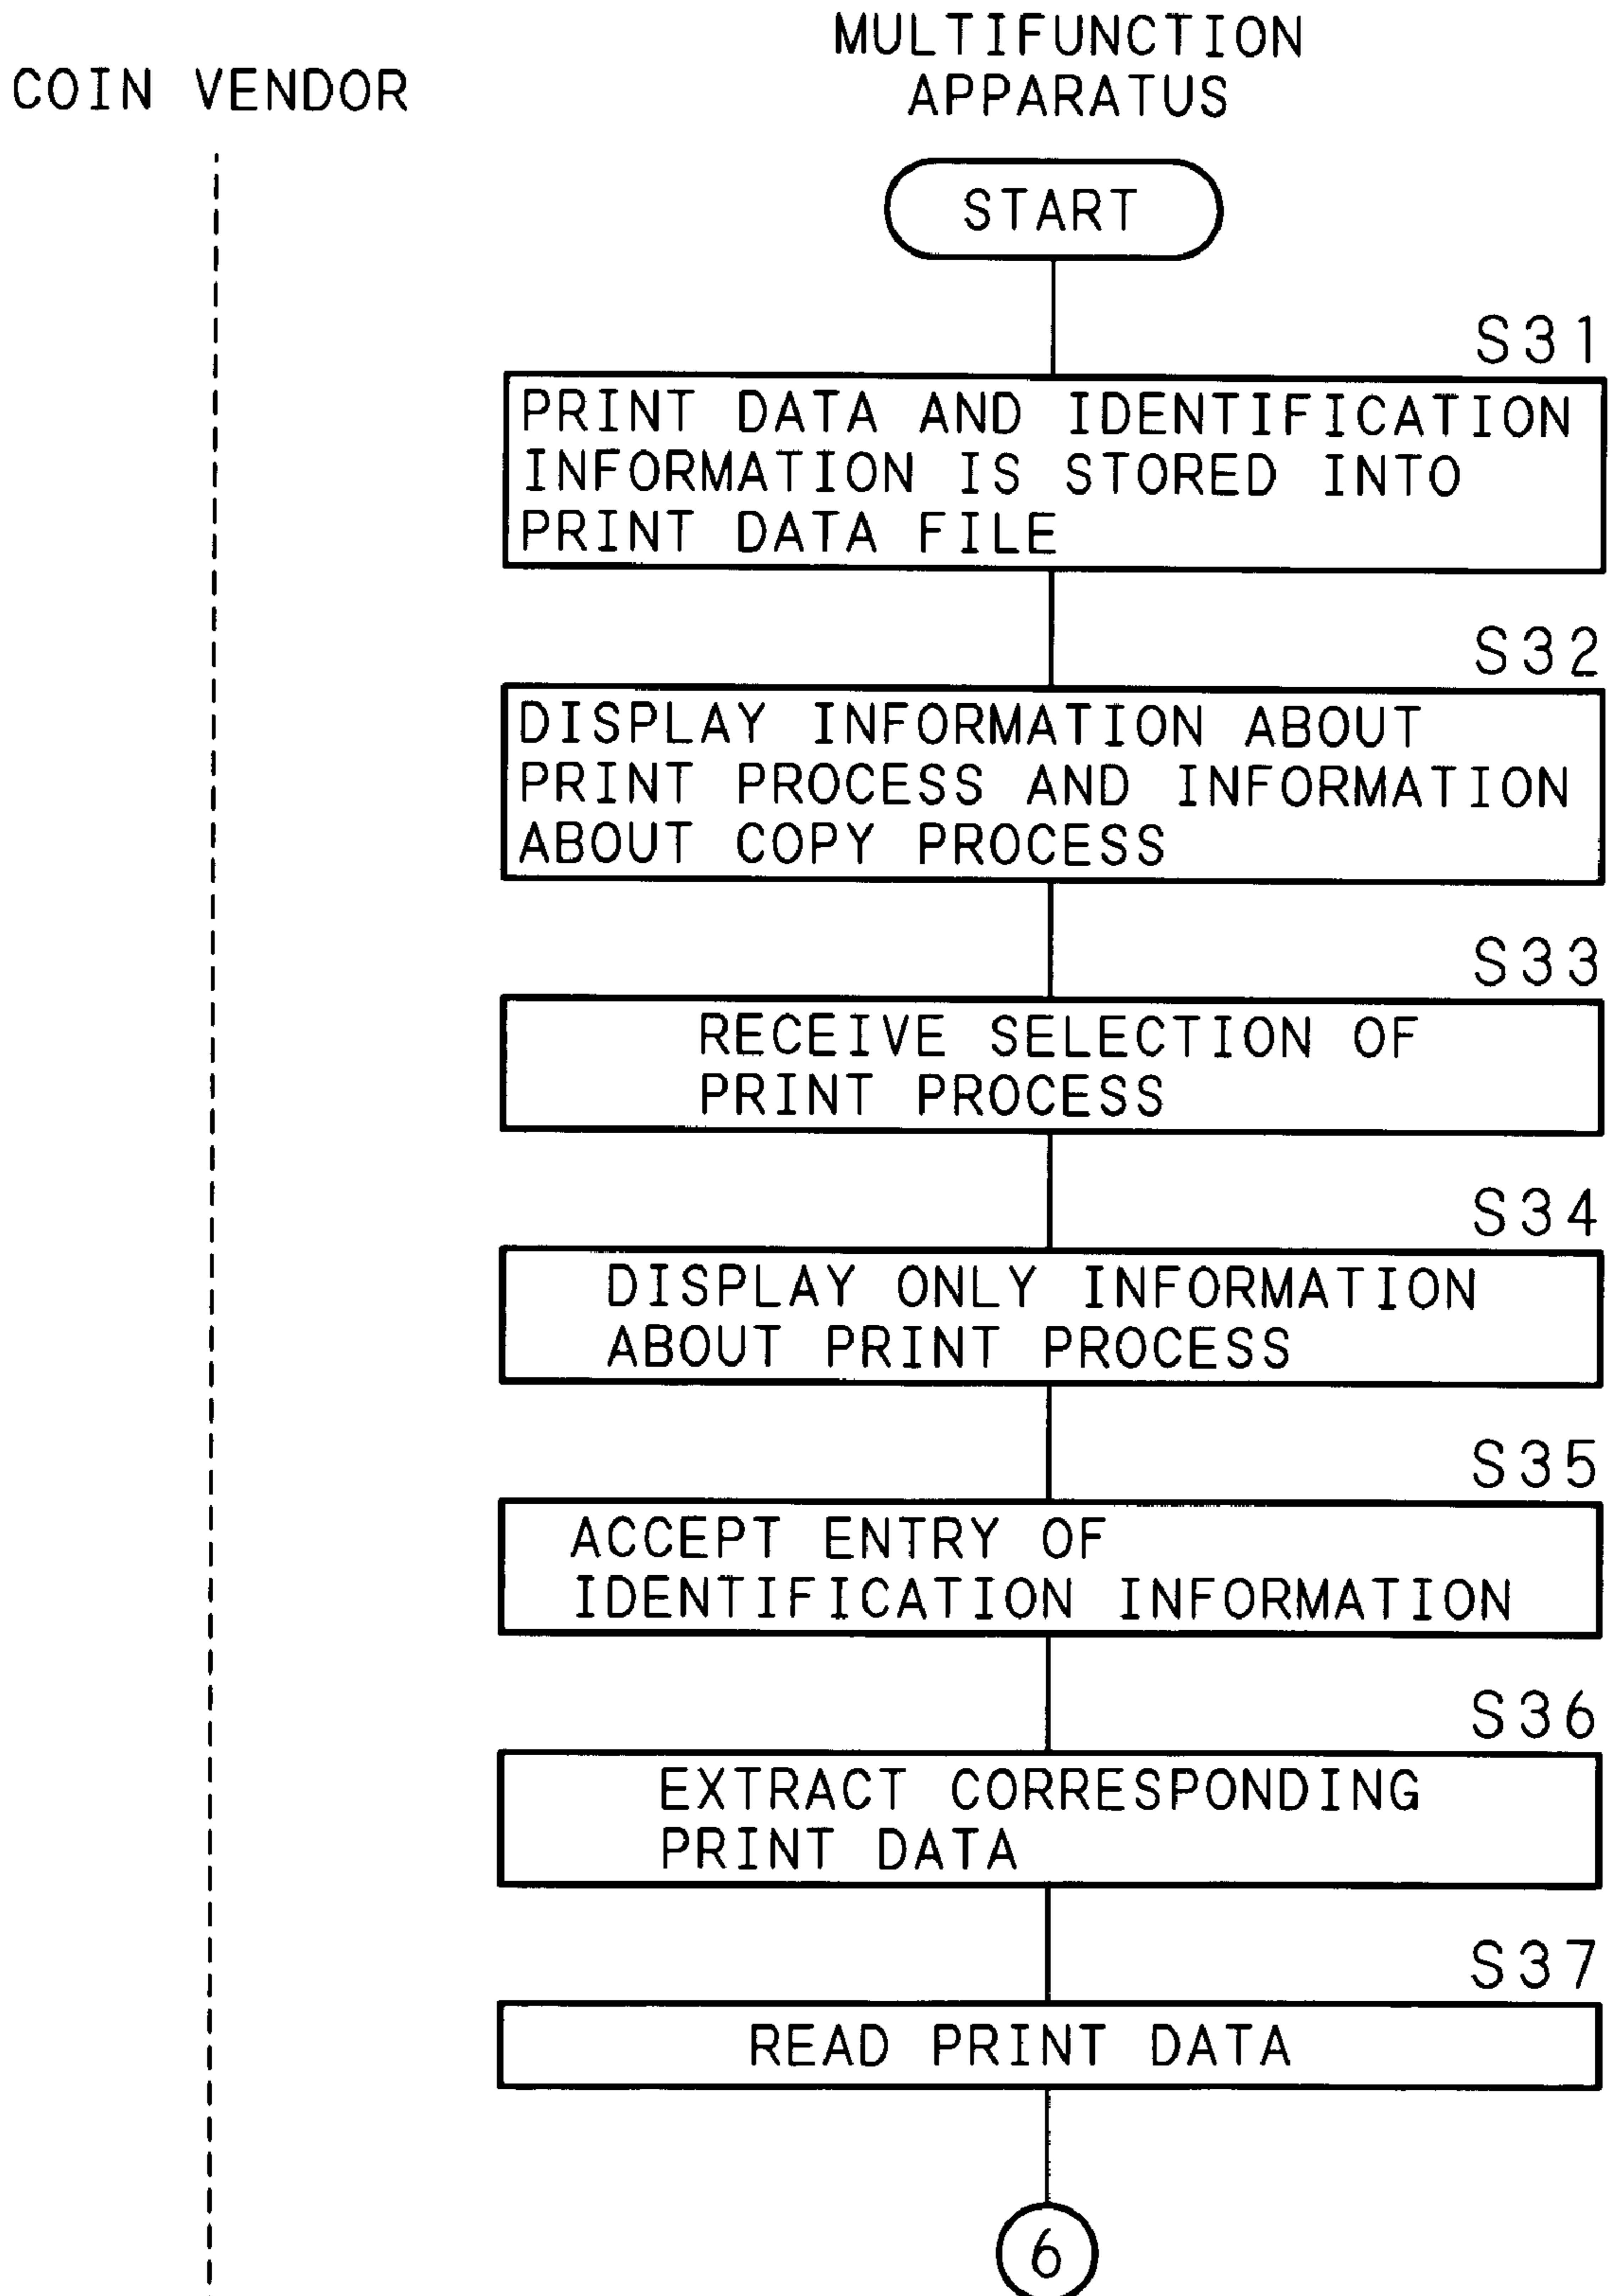 MULTIFUNCTION
APPARATUS
COIN VENDOR
START
S31
PRINT DATA AND IDENTIFICATION
INFORMATION IS STORED INTO
PRINT DATA FILE
S32
DISPLAY INFORMATION ABOUT
PRINT PROCESS AND INFORMATION
ABOUT COPY PROCESS
S33
RECEIVE SELECTION OF
PRINT PROCESS
S34
DISPLAY ONLY INFORMATION
ABOUT PRINT PROCESS
S35
ACCEPT ENTRY OF
IDENTIFICATION INFORMATION
S36
EXTRACT CORRESPONDING
PRINT DATA
S37
READ PRINT DATA
6